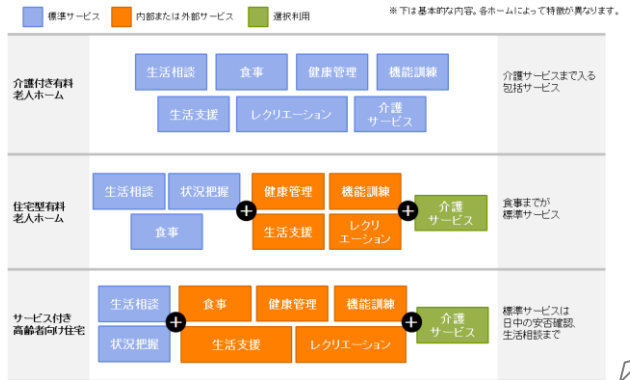 標準サービス 内部または外部サービス 選択利用 ※下は基本的な内容。各ホームによって特徴が異なります。
介護付き有料
老人ホーム
生活相談 食事 健康管理 機能訓練
生活支援 レクリエーション 介護
サービス
介護サービスまで入る
包括サービス
住宅型有料
老人ホーム
生活相談 状況把握 健康管理 機能訓練
食事 生活支援 レクリ
エーション
介護
サービス
食事までが
標準サービス
サービス付き
高齢者向け住宅
生活相談 食事 健康管理 機能訓練
状況把握 生活支援 レクリエーション
介護
サービス
標準サービスは
日中の安否確認、
生活相談まで